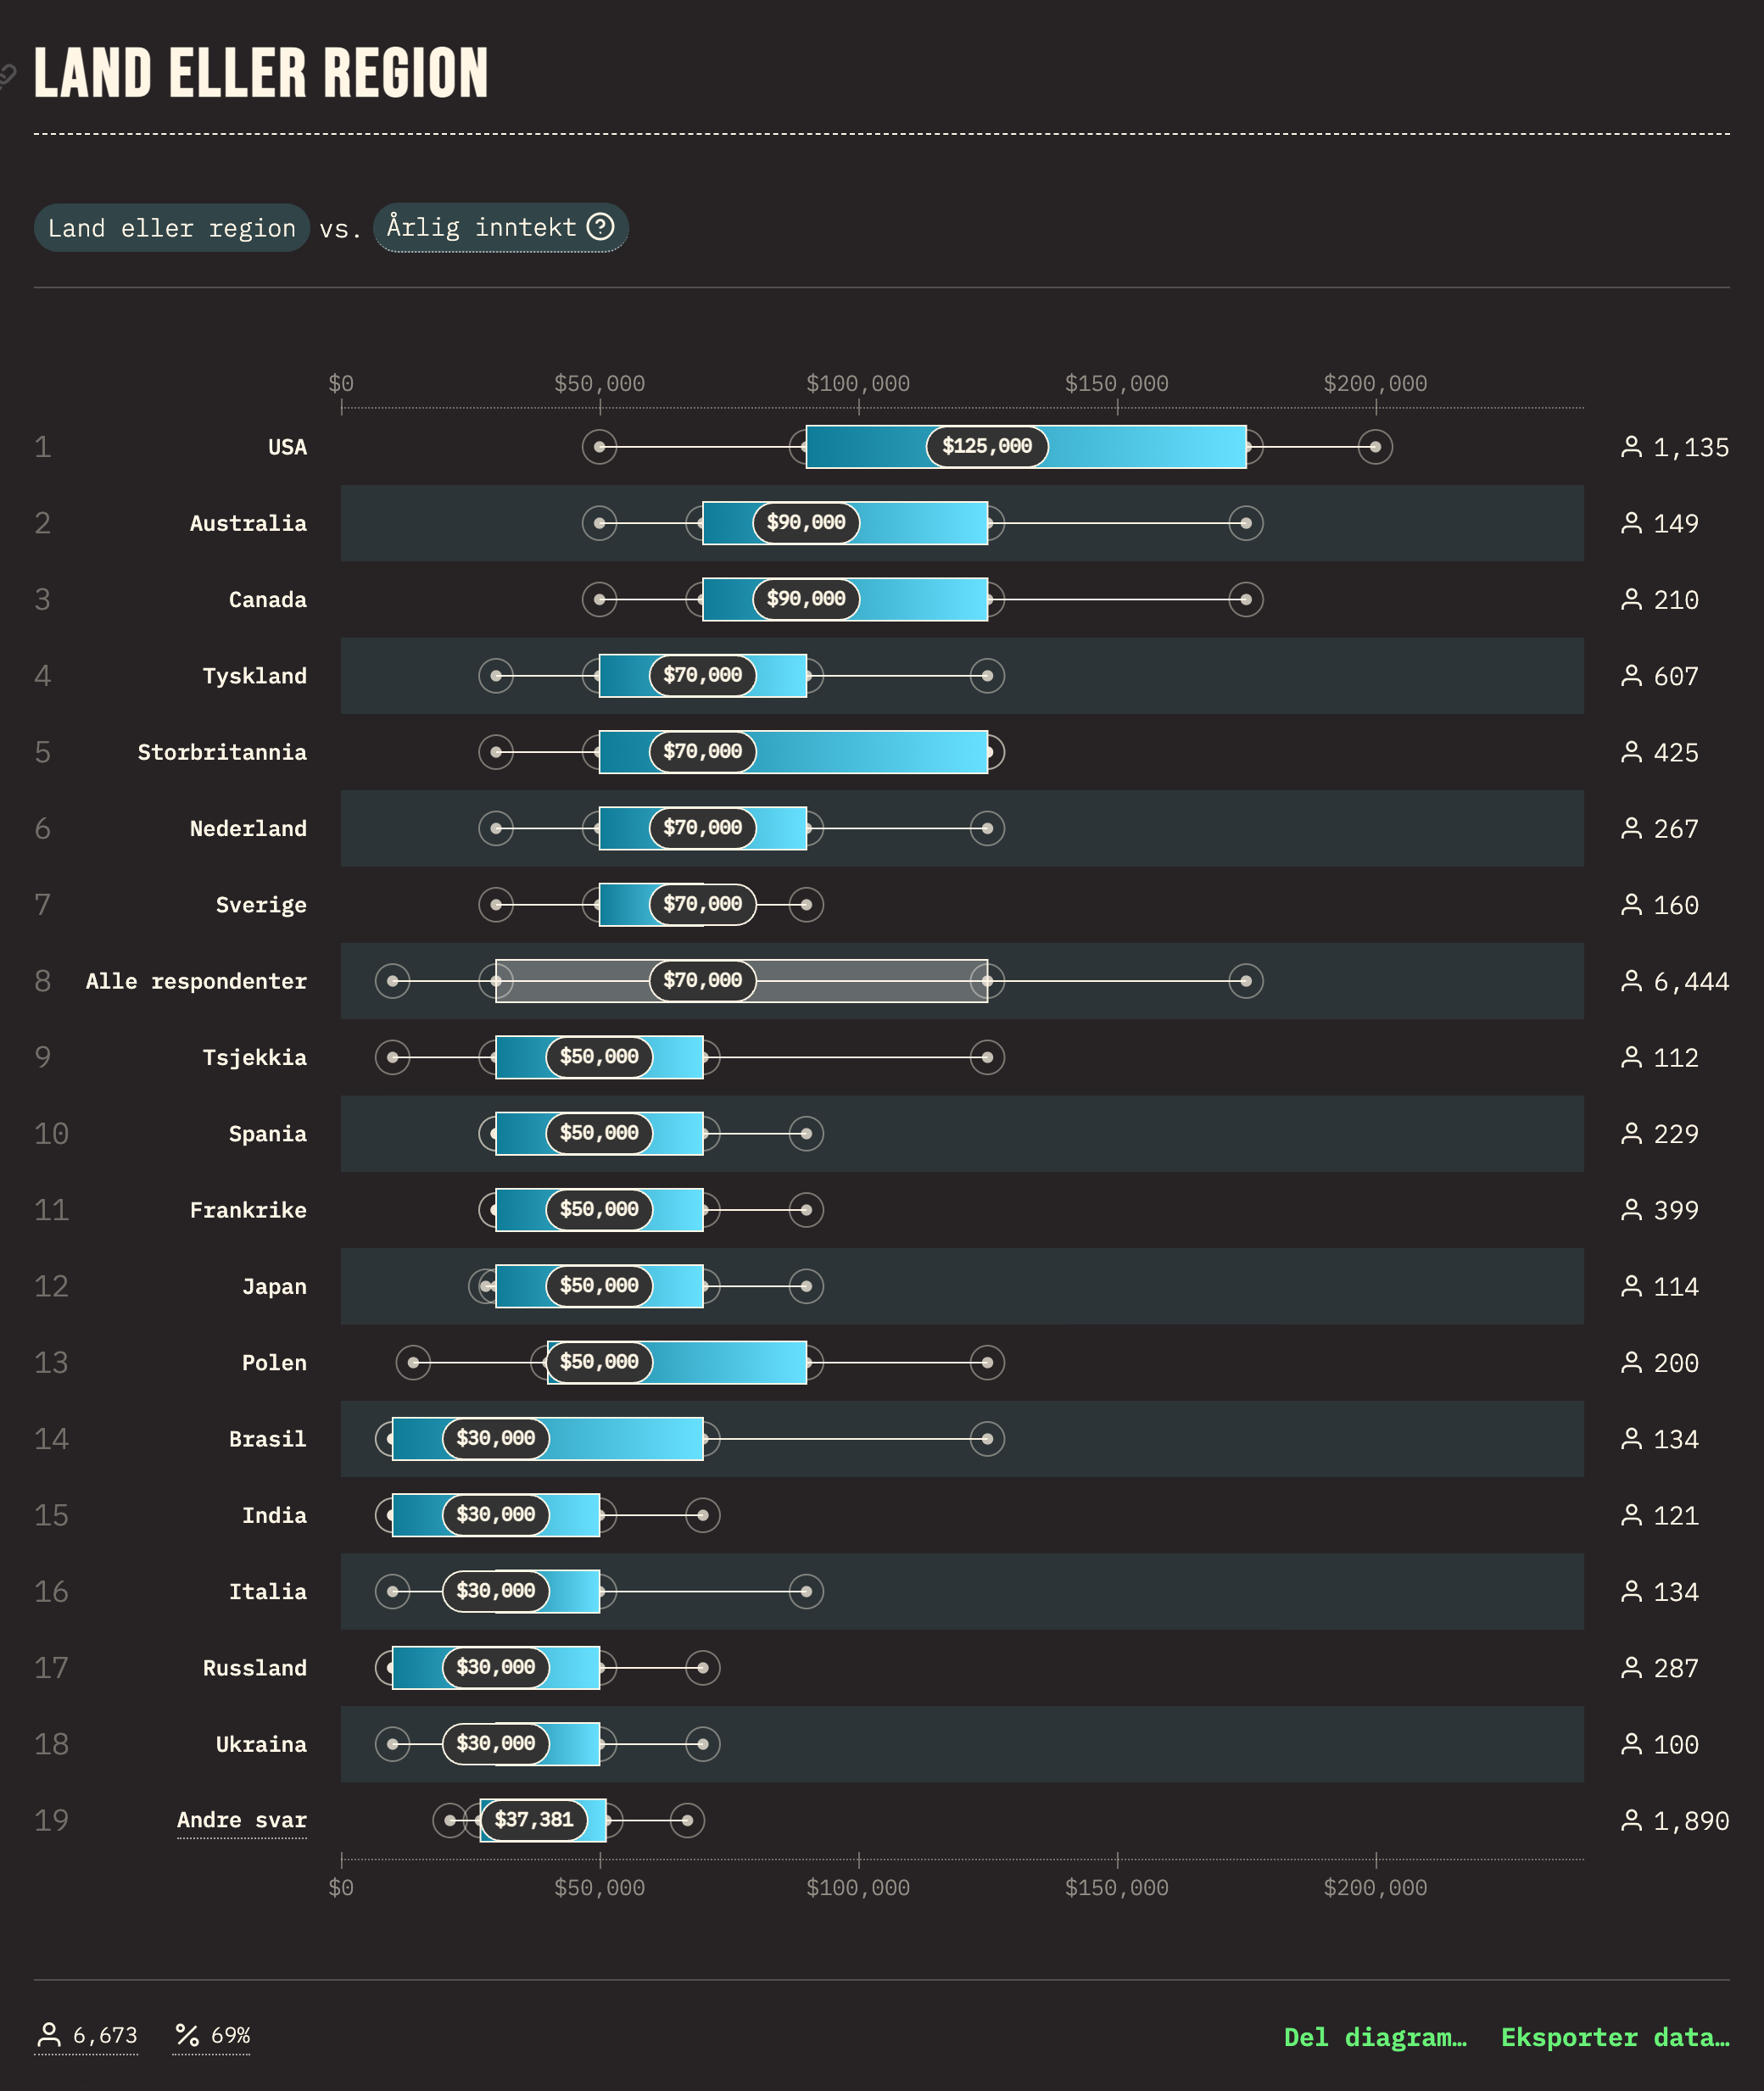 LAND ELLER REGION
Land eller region vs. Årlig inntekt ?
$0 $50,000 $100,000 $150,000 $200,000
1 USA $125,000 1,135
2 Australia $90,000 149
3 Canada $90,000 210
4 Tyskland $70,000 607
5 Storbritannia $70,000 425
6 Nederland $70,000 267
7 Sverige $70,000 160
8 Alle respondenter $70,000 6,444
9 Tsjekkia $50,000 112
10 Spania $50,000 229
11 Frankrike $50,000 399
12 Japan $50,000 114
13 Polen $50,000 200
14 Brasil $30,000 134
15 India $30,000 121
16 Italia $30,000 134
17 Russland $30,000 287
18 Ukraina $30,000 100
19 Andre svar $37,381 1,890
$0 $50,000 $100,000 $150,000 $200,000
6,673 % 69% Del diagram… Eksporter data…